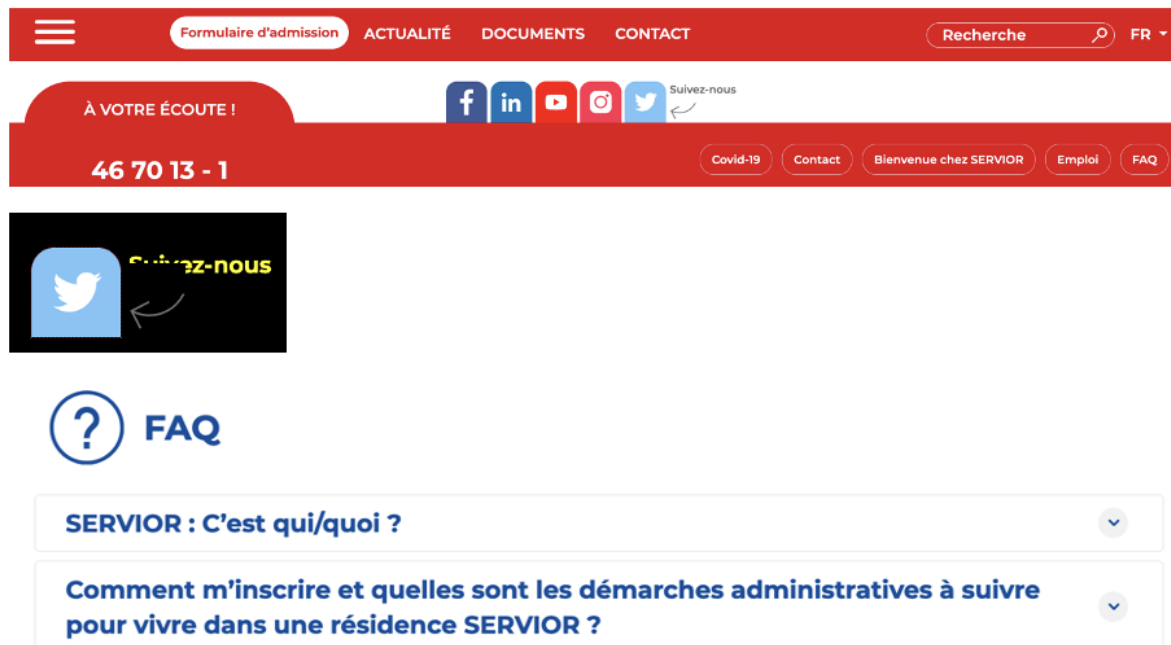 Formulaire d'admission ACTUALITÉ DOCUMENTS CONTACT Recherche FR
À VOTRE ÉCOUTE !
Suivez-nous
46 70 13 - 1
Covid-19 Contact Bienvenue chez SERVIOR Emploi FAQ
Suivez-nous
? FAQ
SERVIOR : C’est qui/quoi ?
Comment m’inscrire et quelles sont les démarches administratives à suivre
pour vivre dans une résidence SERVIOR ?